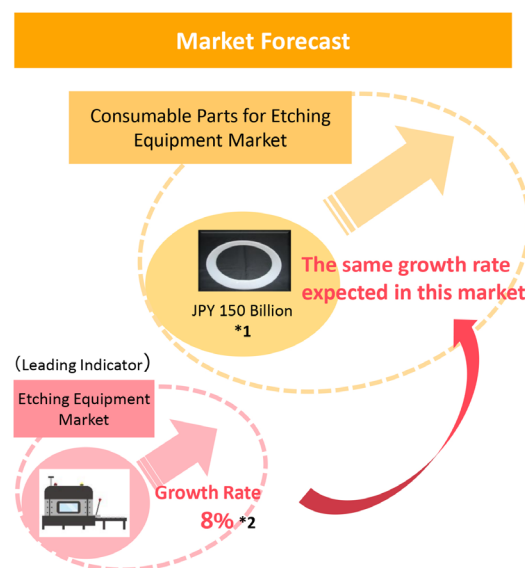 Market Forecast
Consumable Parts for Etching
Equipment Market
The same growth rate
expected in this market
JPY 150 Billion
*1
(Leading Indicator)
Etching Equipment
Market
Growth Rate
8% *2